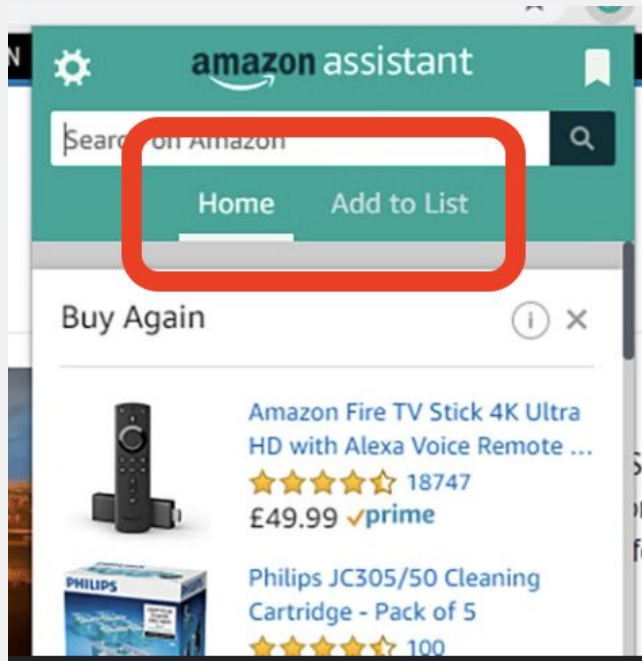 N
amazon assistant
Search on Amazon
Home Add to List
Buy Again
i
Amazon Fire TV Stick 4K Ultra
HD with Alexa Voice Remote ...
18747
£49.99 prime
PHILIPS
Philips JC305/50 Cleaning
Cartridge - Pack of 5
100